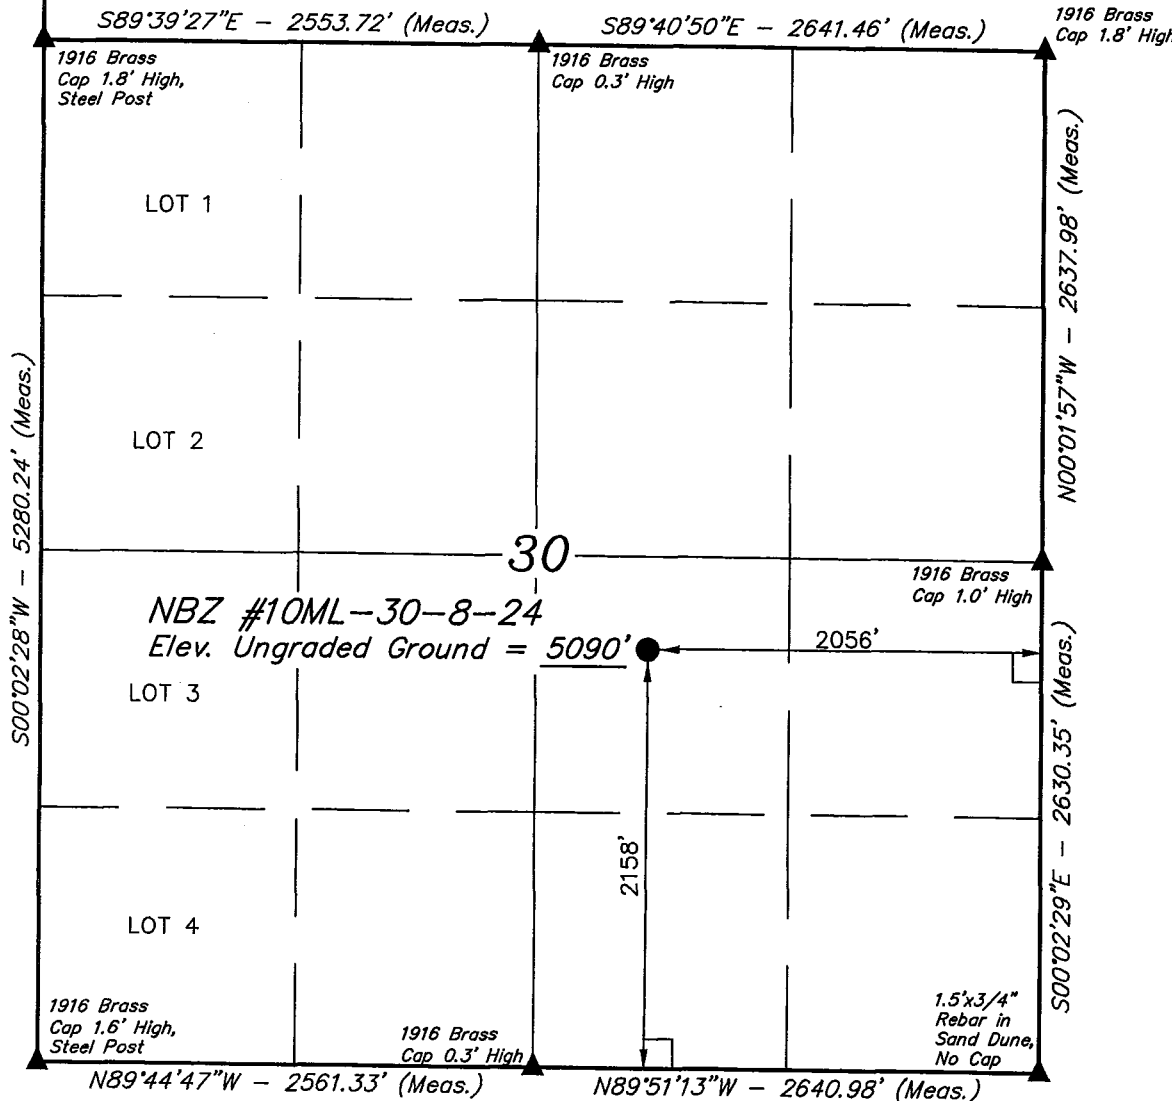 S89°39'27"E - 2553.72' (Meas.)
S89°40'50"E - 2641.46' (Meas.)
1916 Brass
Cap 1.8' High
1916 Brass
Cap 1.8' High,
Steel Post
1916 Brass
Cap 0.3' High
LOT 1
N00°01'57"W - 2637.98' (Meas.)
LOT 2
S00°02'28"W - 5280.24' (Meas.)
30
1916 Brass
Cap 1.0' High
NBZ #10ML-30-8-24
Elev. Ungraded Ground = 5090'
2056'
LOT 3
S00°02'29"E - 2630.35' (Meas.)
2158'
LOT 4
1916 Brass
Cap 1.6' High,
Steel Post
1916 Brass
Cap 0.3' High
1.5'x3/4"
Rebar in
Sand Dune,
No Cap
N89°44'47"W - 2561.33' (Meas.)
N89°51'13"W - 2640.98' (Meas.)